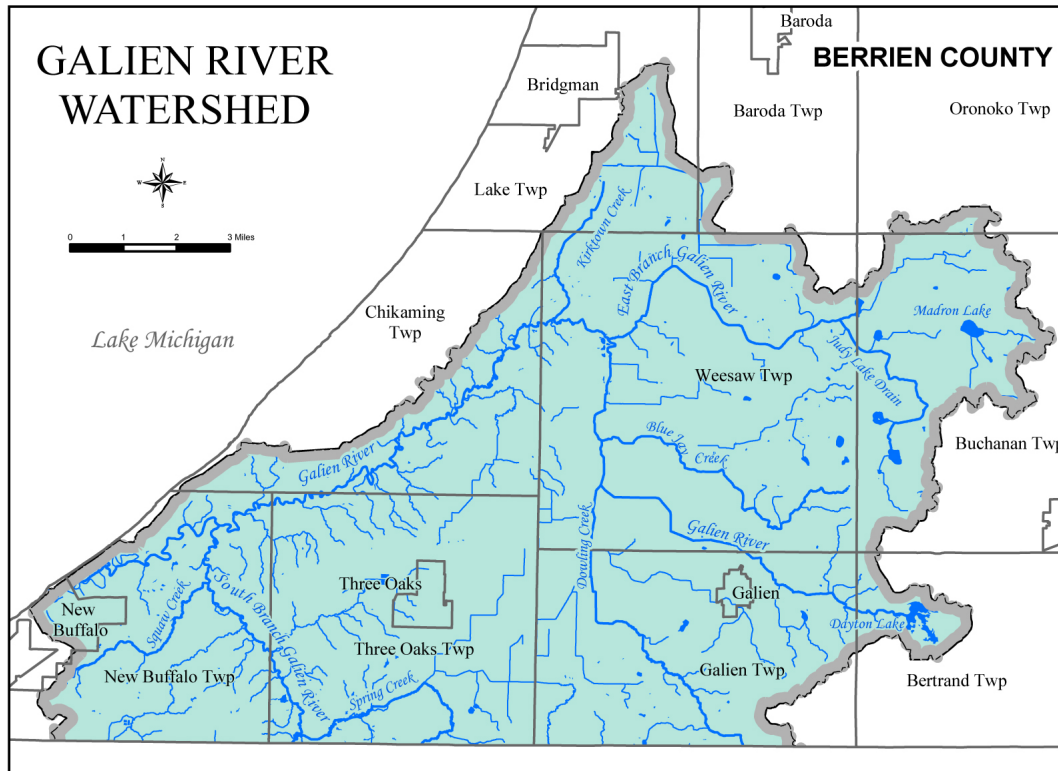 GALIEN RIVER
WATERSHED
BERRIEN COUNTY
Baroda
Bridgman
Baroda Twp
Oronoko Twp
N
W E
S
Lake Twp
0 1 2 3 Miles
Kirktown Creek
East Branch Galien River
Chikaming
Twp
Madron Lake
Lake Michigan
Judy Lake Drain
Weesaw Twp
Blue Jay
Creek
Buchanan Twp
Galien River
Galien River
Dowling Creek
Three Oaks
Galien
New
Buffalo
Squaw Creek
South Branch Galien River
Dayton Lake
Three Oaks Twp
New Buffalo Twp
Spring Creek
Galien Twp
Bertrand Twp